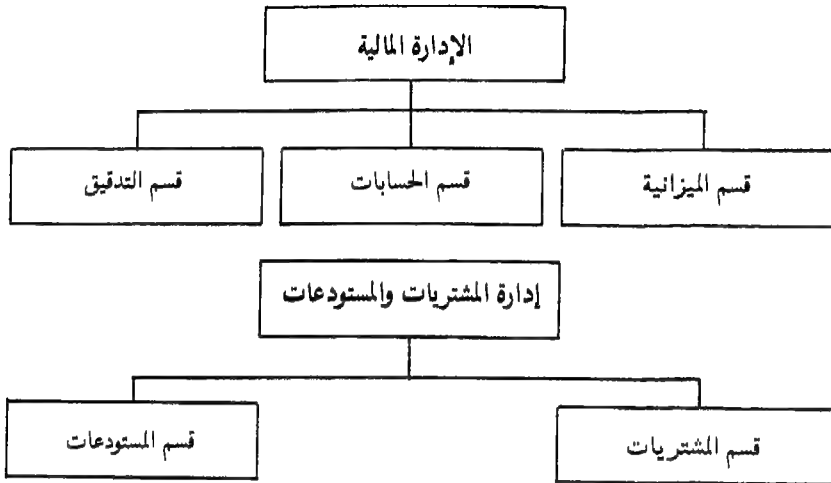 الإدارة المالية
قسم الميزانية
قسم الحسابات
قسم التدقيق
إدارة المشتريات والمستودعات
قسم المشتريات
قسم المستودعات